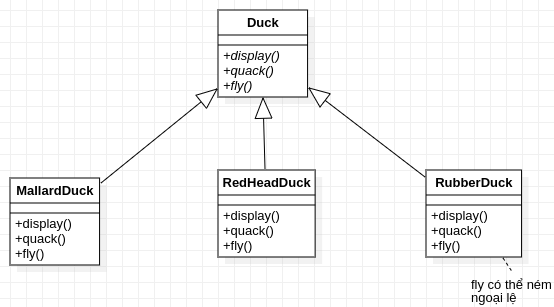 Duck
+display()
+quack()
+fly()
MallardDuck
+display()
+quack()
+fly()
RedHeadDuck
+display()
+quack()
+fly()
RubberDuck
+display()
+quack()
+fly()
fly có thể ném
ngoại lệ